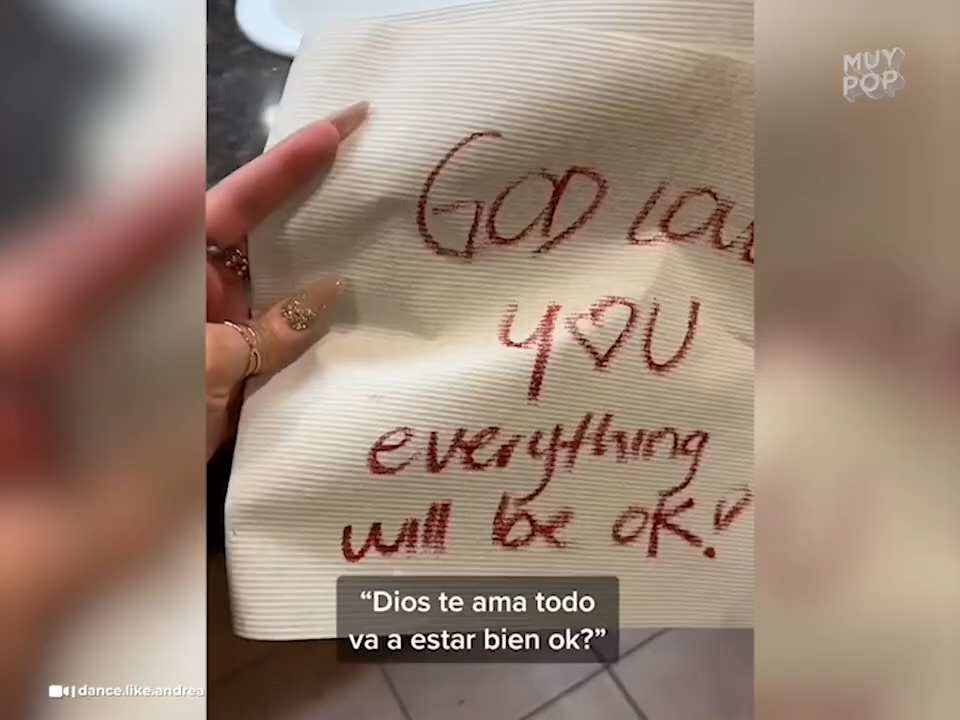 MUY
POP
GOD
YOU
everything
will be OK!
“Dios te ama todo
va a estar bien ok?”
dance.like.andrea